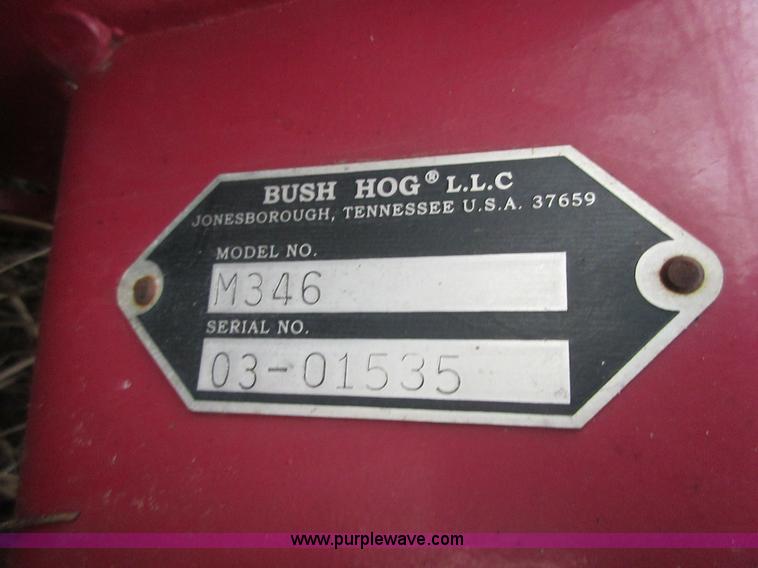 BUSH HOG® L.L.C
JONESBOROUGH, TENNESSEE U.S.A. 37659
MODEL NO.
M346
SERIAL NO.
03-01535
www.purplewave.com